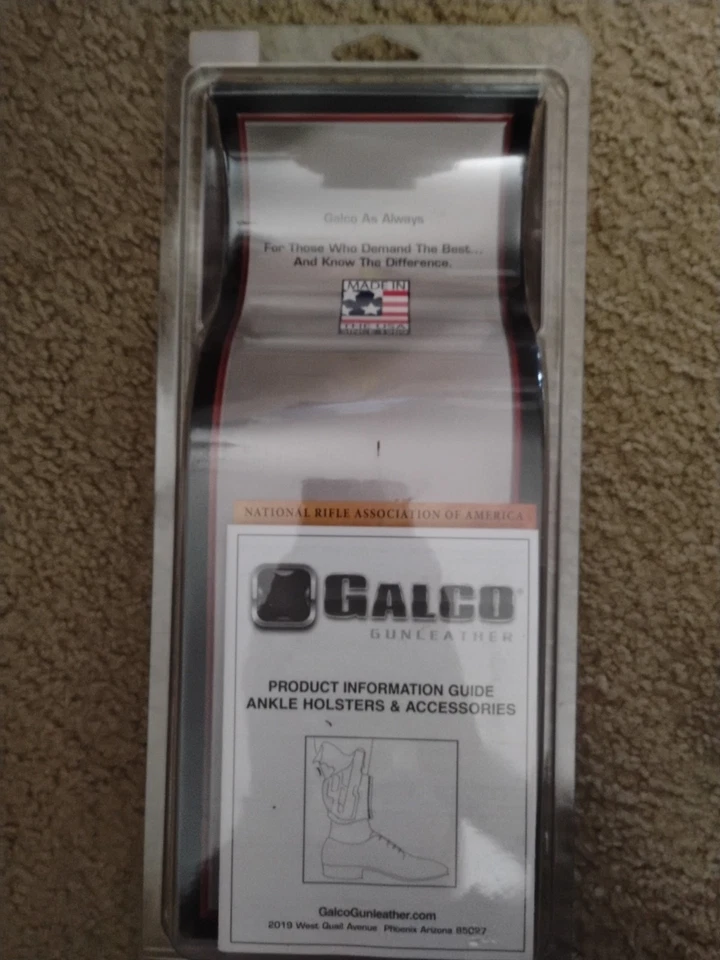 Galco As Always
For Those Who Demand The Best...
And Know The Difference.
MADE IN
THE USA
SINCE 1969
NATIONAL RIFLE ASSOCIATION OF AMERICA
GALCO®
GUNLEATHER
PRODUCT INFORMATION GUIDE
ANKLE HOLSTERS & ACCESSORIES
GalcoGunleather.com
2019 West Quail Avenue Phoenix Arizona 85027